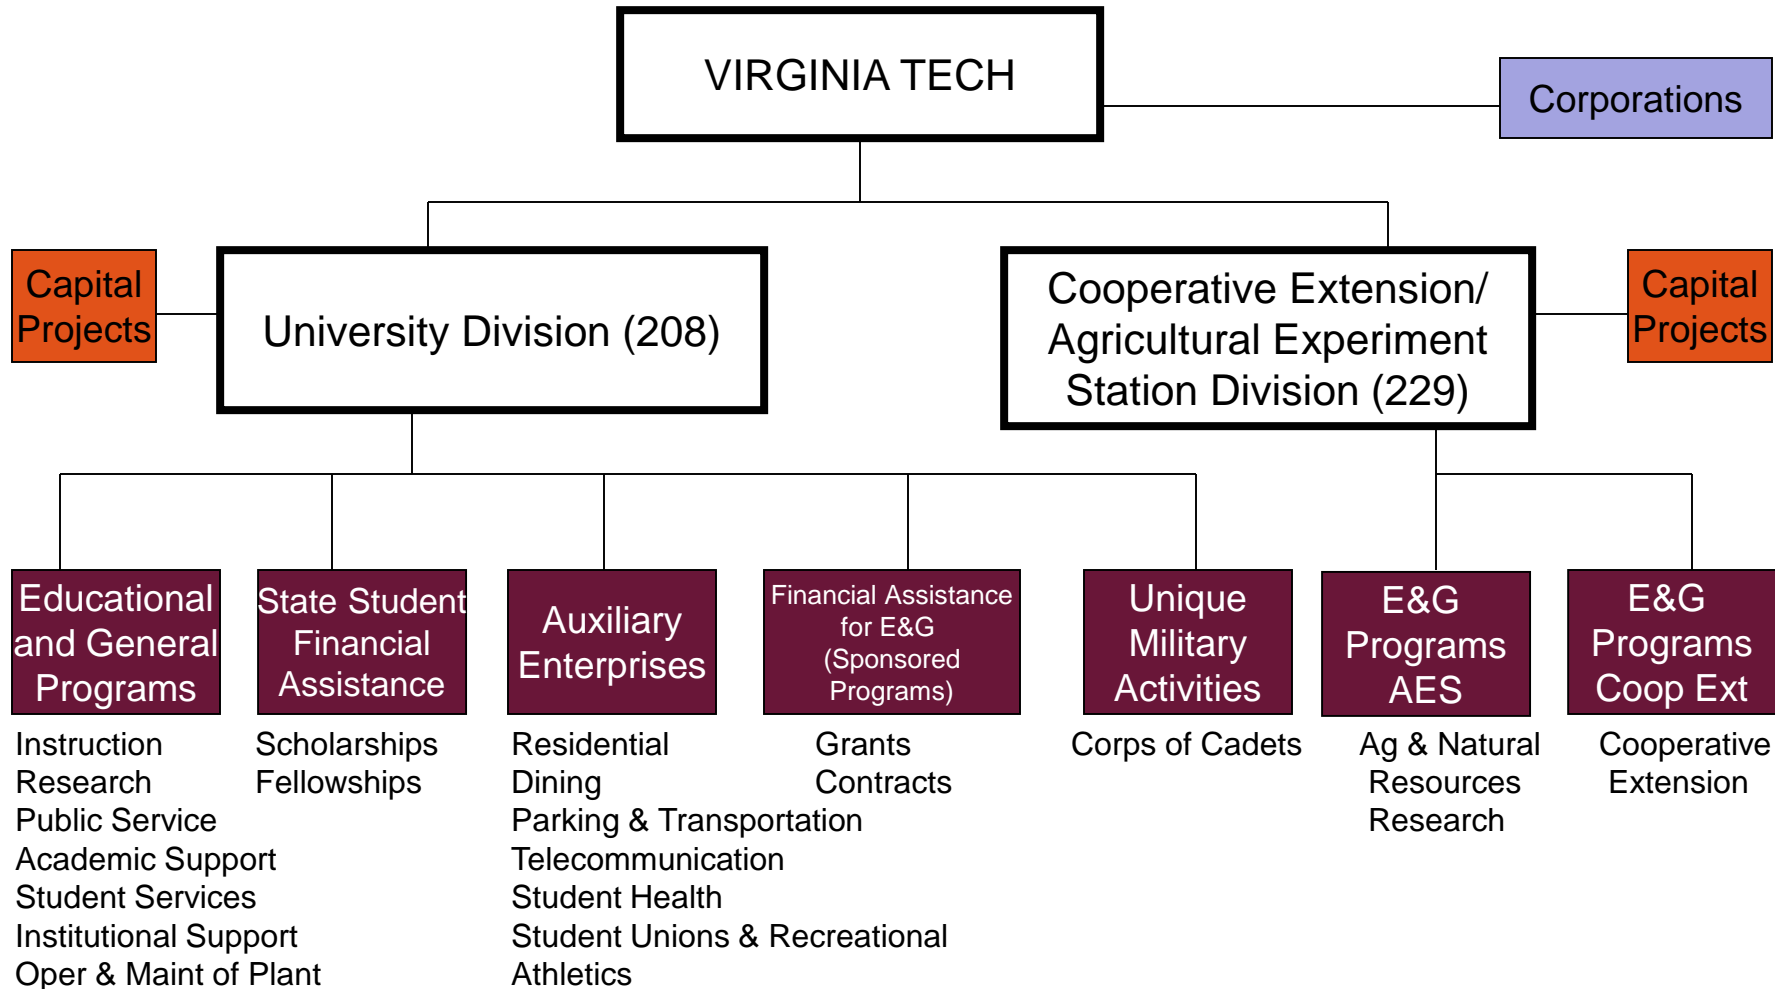 VIRGINIA TECH
Corporations
Capital
Projects
University Division (208)
Cooperative Extension/
Agricultural Experiment
Station Division (229)
Capital
Projects
Educational
and General
Programs
State Student
Financial
Assistance
Auxiliary
Enterprises
Financial Assistance
for E&G
(Sponsored
Programs)
Unique
Military
Activities
E&G
Programs
AES
E&G
Programs
Coop Ext
Instruction
Research
Public Service
Academic Support
Student Services
Institutional Support
Oper & Maint of Plant
Scholarships
Fellowships
Residential
Dining
Parking & Transportation
Telecommunication
Student Health
Student Unions & Recreational
Athletics
Grants
Contracts
Corps of Cadets
Ag & Natural
Resources
Research
Cooperative
Extension